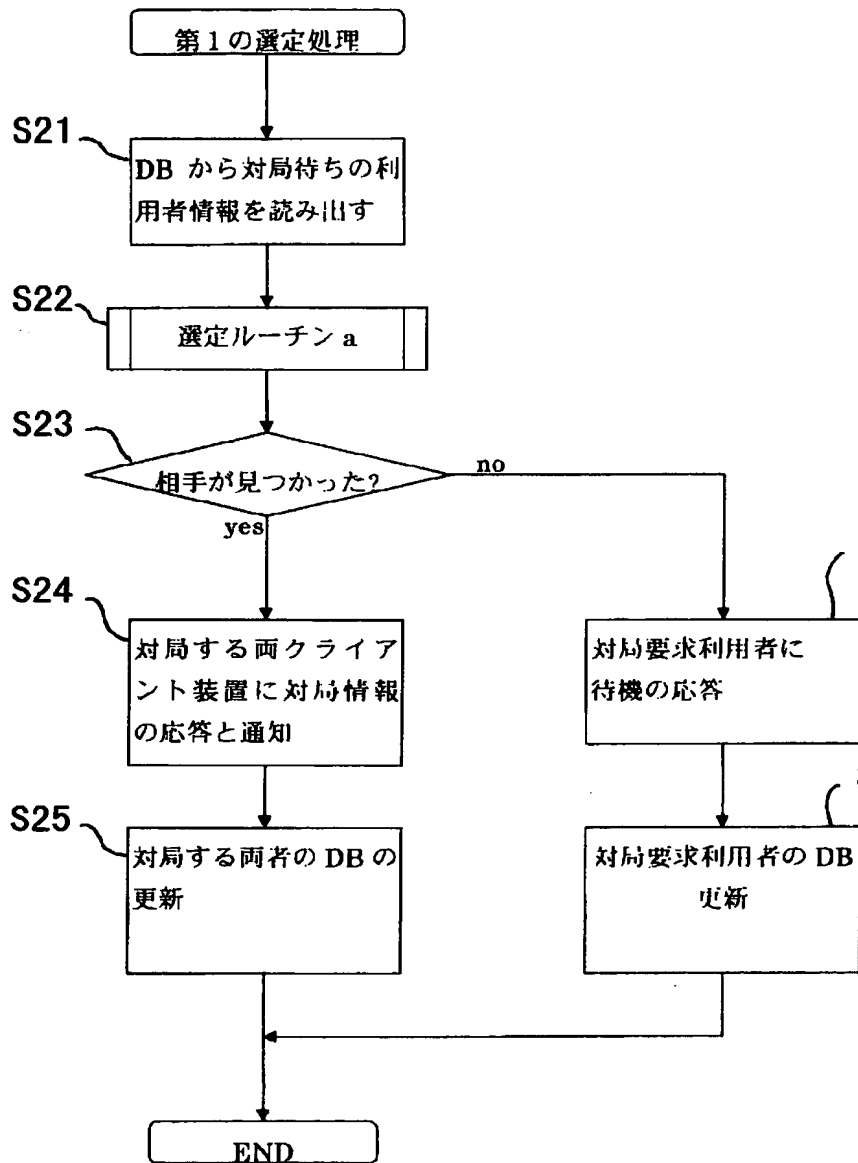 第1の選定処理
S21
DB から対局待ちの利
用者情報を読み出す
S22
選定ルーチン a
S23
相手が見つかった?
no
yes
S24
対局する両クライア
ント装置に対局情報
の応答と通知
対局要求利用者に
待機の応答
S25
対局する両者の DB の
更新
対局要求利用者の DB
更新
END